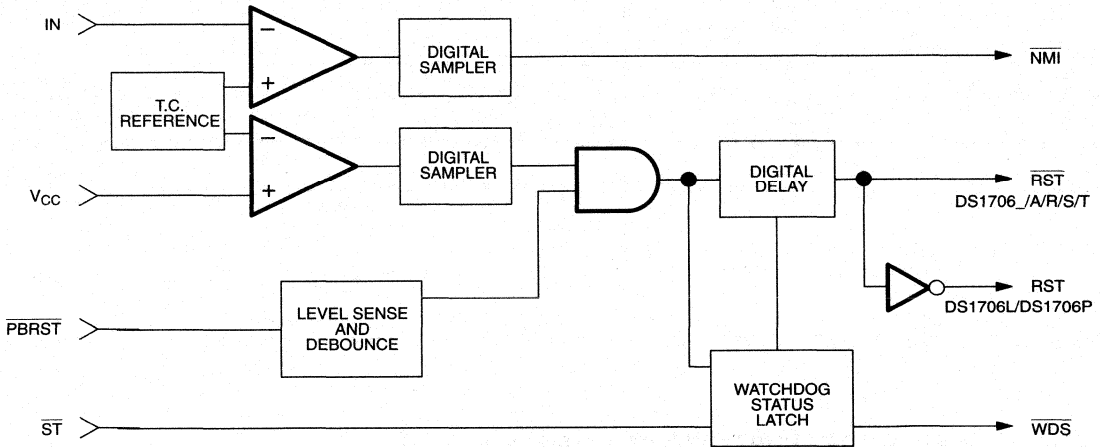 IN
DIGITAL
SAMPLER
NMI
−
+
T.C.
REFERENCE
−
+
DIGITAL
SAMPLER
DIGITAL
DELAY
VCC
RST
DS1706_/A/R/S/T
RST
DS1706L/DS1706P
PBRST
LEVEL SENSE
AND
DEBOUNCE
WATCHDOG
STATUS
LATCH
ST
WDS